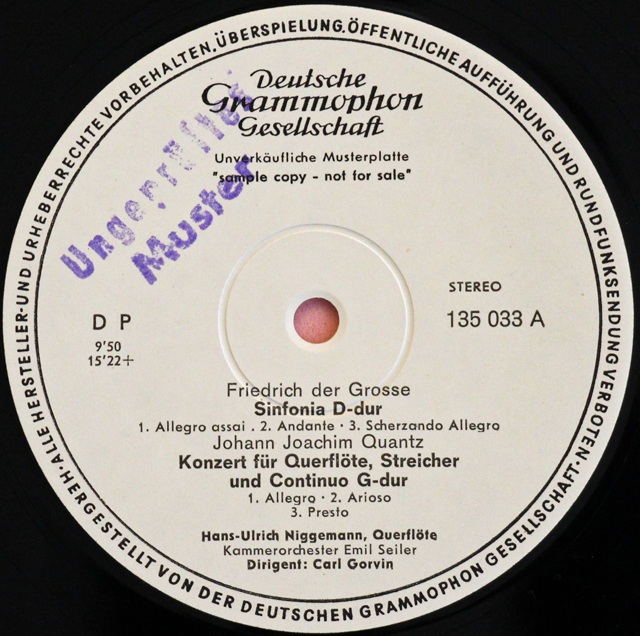 ALLE HERSTELLER- UND URHEBERRECHTE VORBEHALTEN. ÜBERSPIELUNG. ÖFFENTLICHE AUFFÜHRUNG UND RUNDFUNKSENDUNG VERBOTEN.
Deutsche
Grammophon
Gesellschaft
Unverkäufliche Musterplatte
"sample copy - not for sale"
Ungeprüftes
Muster
STEREO
135 033 A
D P
9'50
15'22+
Friedrich der Grosse
Sinfonia D-dur
1. Allegro assai . 2. Andante · 3. Scherzando Allegro
Johann Joachim Quantz
Konzert für Querflöte, Streicher
und Continuo G-dur
1. Allegro · 2. Arioso
3. Presto
Hans-Ulrich Niggemann, Querflöte
Kammerorchester Emil Seiler
Dirigent: Carl Gorvin
· HERGESTELLT VON DER DEUTSCHEN GRAMMOPHON GESELLSCHAFT ·